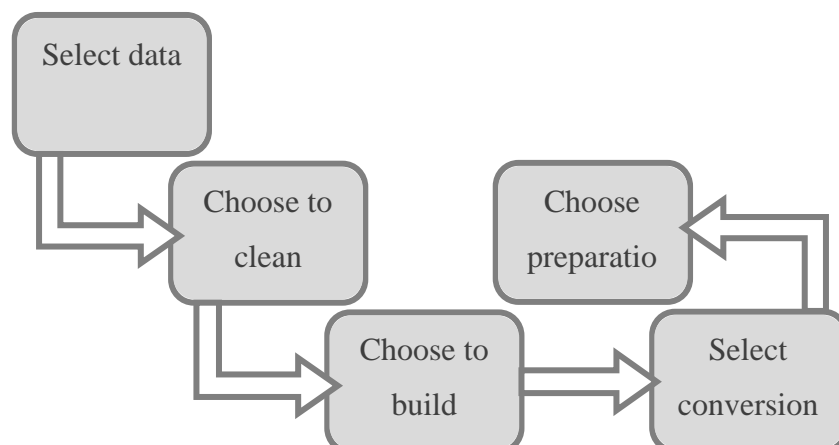 Select data
Choose to
clean
Choose to
build
Select
conversion
Choose
preparatio